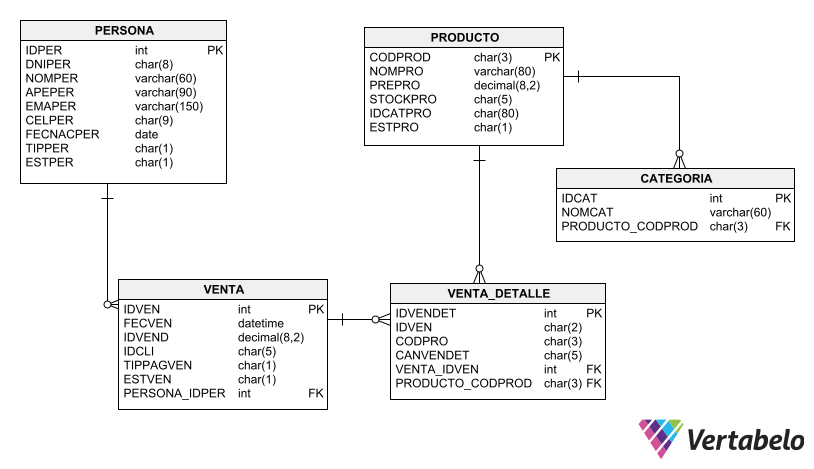 PERSONA
IDPER int PK
DNIPER char(8)
NOMPER varchar(60)
APEPER varchar(90)
EMAPER varchar(150)
CELPER char(9)
FECNACPER date
TIPPER char(1)
ESTPER char(1)
PRODUCTO
CODPROD char(3) PK
NOMPRO varchar(80)
PREPRO decimal(8,2)
STOCKPRO char(5)
IDCATPRO char(80)
ESTPRO char(1)
CATEGORIA
IDCAT int PK
NOMCAT varchar(60)
PRODUCTO_CODPROD char(3) FK
VENTA
IDVEN int PK
FECVEN datetime
IDVEND decimal(8,2)
IDCLI char(5)
TIPPAGVEN char(1)
ESTVEN char(1)
PERSONA_IDPER int FK
VENTA_DETALLE
IDVENDET int PK
IDVEN char(2)
CODPRO char(3)
CANVENDET char(5)
VENTA_IDVEN int FK
PRODUCTO_CODPROD char(3) FK
Vertabelo